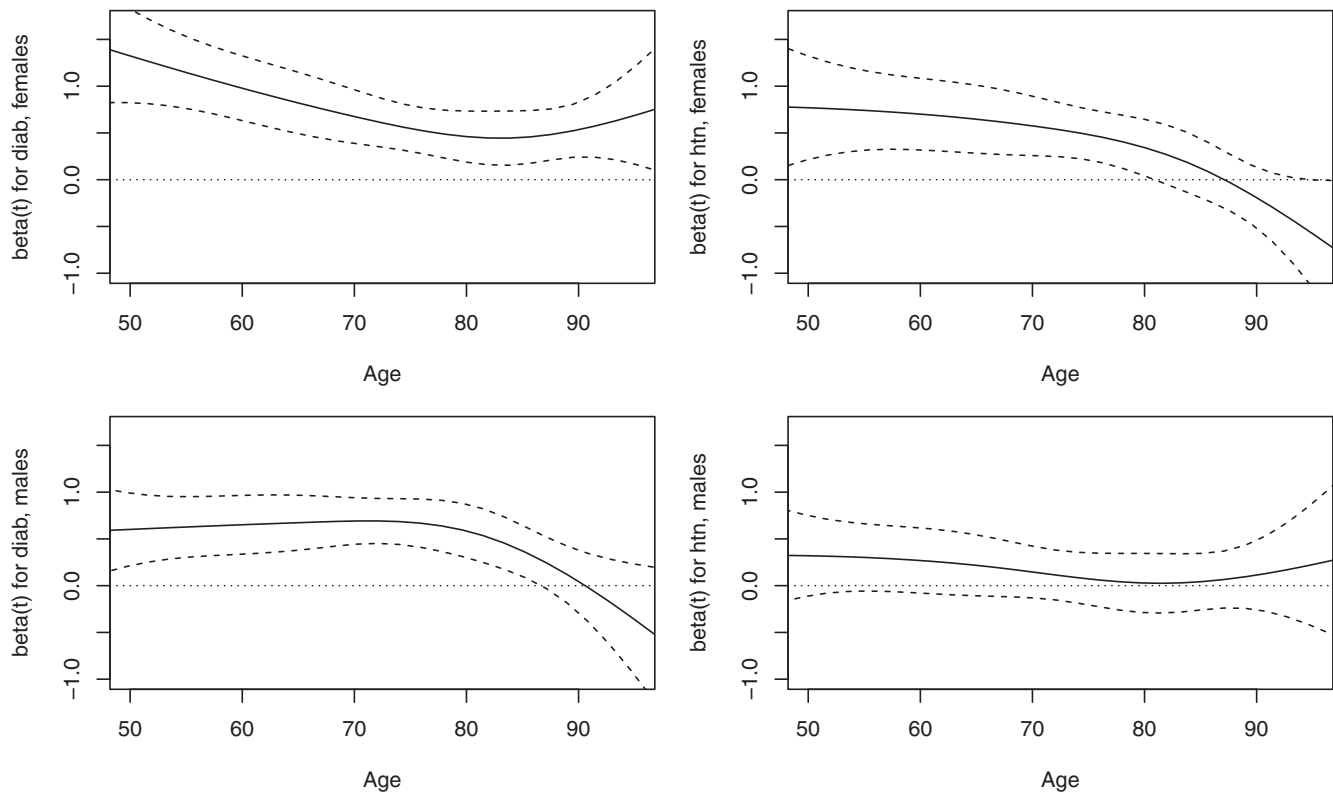 beta(t) for diab, females
1.0
0.0
−1.0
50 60 70 80 90
Age
beta(t) for htn, females
1.0
0.0
−1.0
50 60 70 80 90
Age
beta(t) for diab, males
1.0
0.0
−1.0
50 60 70 80 90
Age
beta(t) for htn, males
1.0
0.0
−1.0
50 60 70 80 90
Age